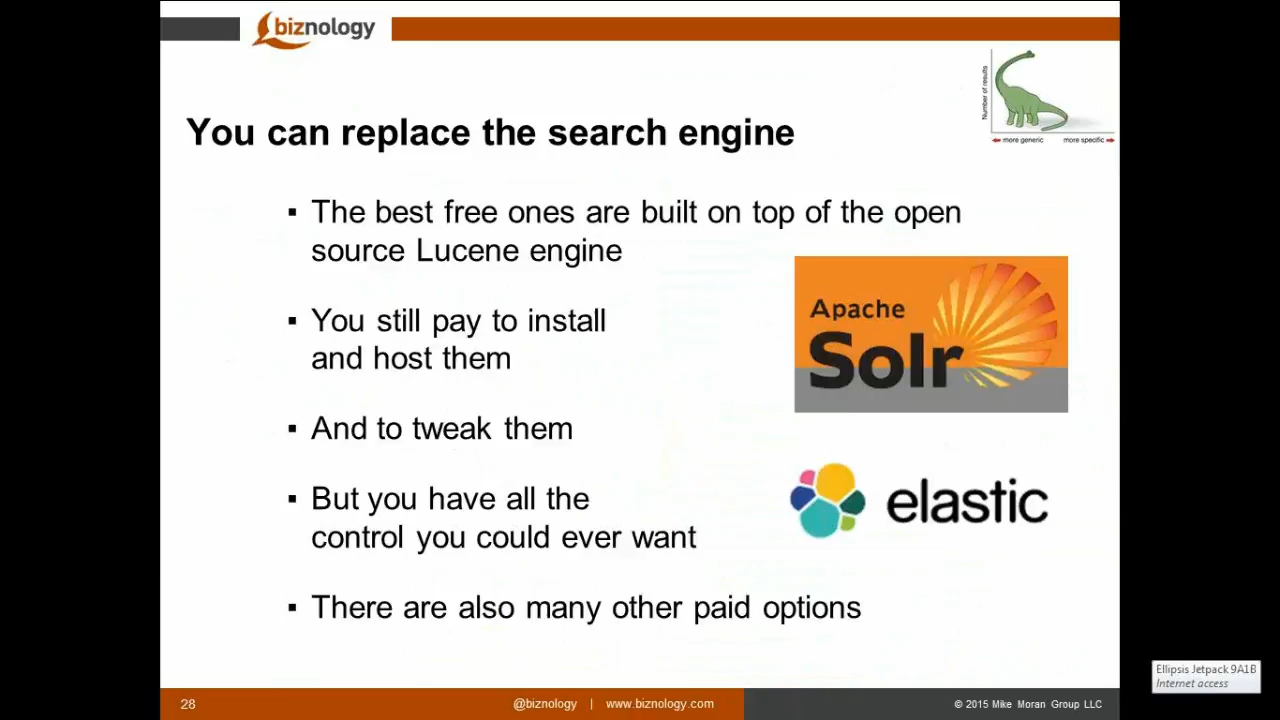 biznology
Number of results
more generic more specific
You can replace the search engine
▪ The best free ones are built on top of the open
source Lucene engine
▪ You still pay to install
and host them
▪ And to tweak them
▪ But you have all the
control you could ever want
▪ There are also many other paid options
Apache
Solr
elastic
Ellipsis Jetpack 9A1B
Internet access
28
@biznology | www.biznology.com
© 2015 Mike Moran Group LLC